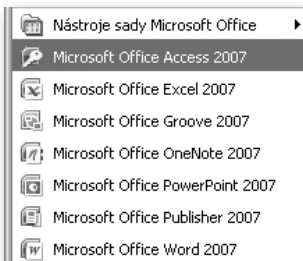 Nástroje sady Microsoft Office
Microsoft Office Access 2007
Microsoft Office Excel 2007
Microsoft Office Groove 2007
Microsoft Office OneNote 2007
Microsoft Office PowerPoint 2007
Microsoft Office Publisher 2007
Microsoft Office Word 2007